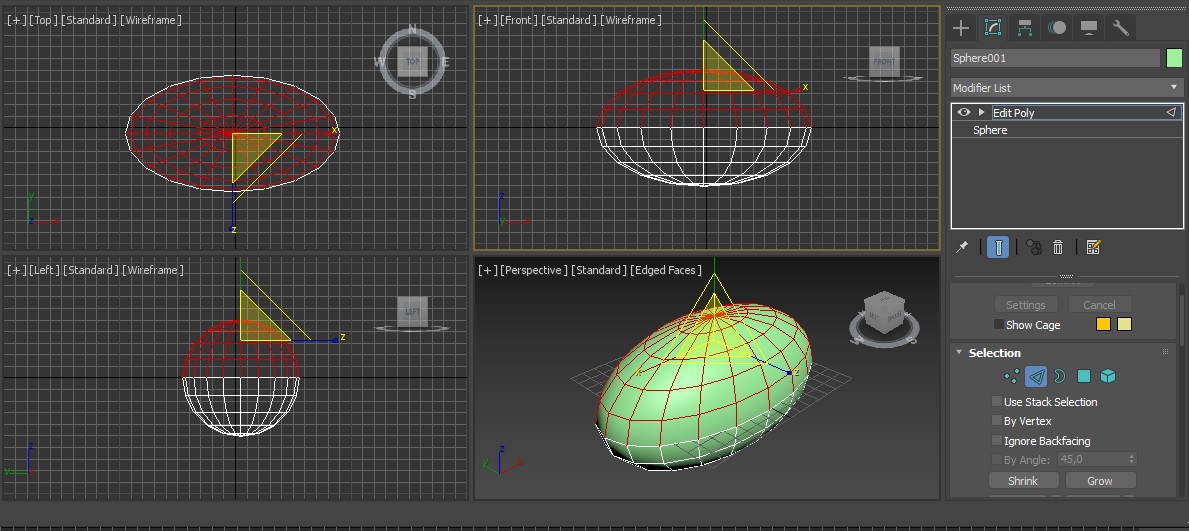 [+] [Top] [Standard] [Wireframe]
N
W TOP E
S
x
z
y
z x
[+] [Front] [Standard] [Wireframe]
FRONT
x
z
x
[+] [Left] [Standard] [Wireframe]
LEFT
z
z
y
[+] [Perspective] [Standard] [Edged Faces]
W S
x z
z
y x
Sphere001
Modifier List
Edit Poly
Sphere
Settings Cancel
Show Cage
Selection
Use Stack Selection
By Vertex
Ignore Backfacing
By Angle: 45,0
Shrink Grow